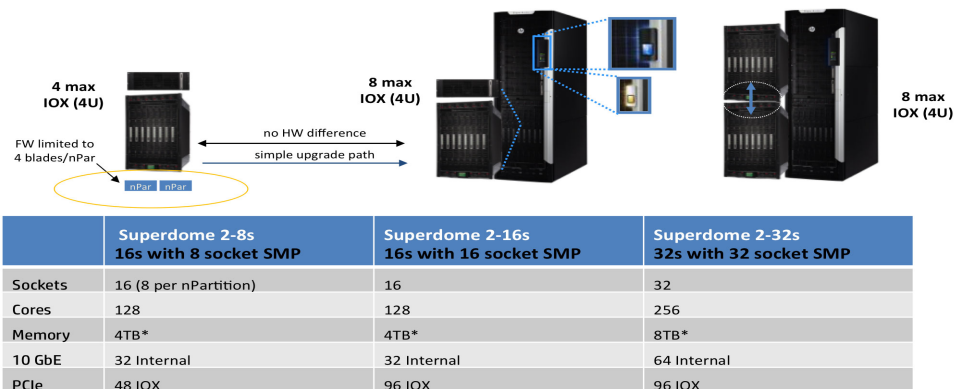 4 max
IOX (4U)
FW limited to
4 blades/nPar
nPar nPar
no HW difference
simple upgrade path
8 max
IOX (4U)
8 max
IOX (4U)
Superdome 2-8s Superdome 2-16s Superdome 2-32s
16s with 8 socket SMP 16s with 16 socket SMP 32s with 32 socket SMP
Sockets 16 (8 per nPartition) 16 32
Cores 128 128 256
Memory 4TB* 4TB* 8TB*
10 GbE 32 Internal 32 Internal 64 Internal
PCIe 48 IOX 96 IOX 96 IOX